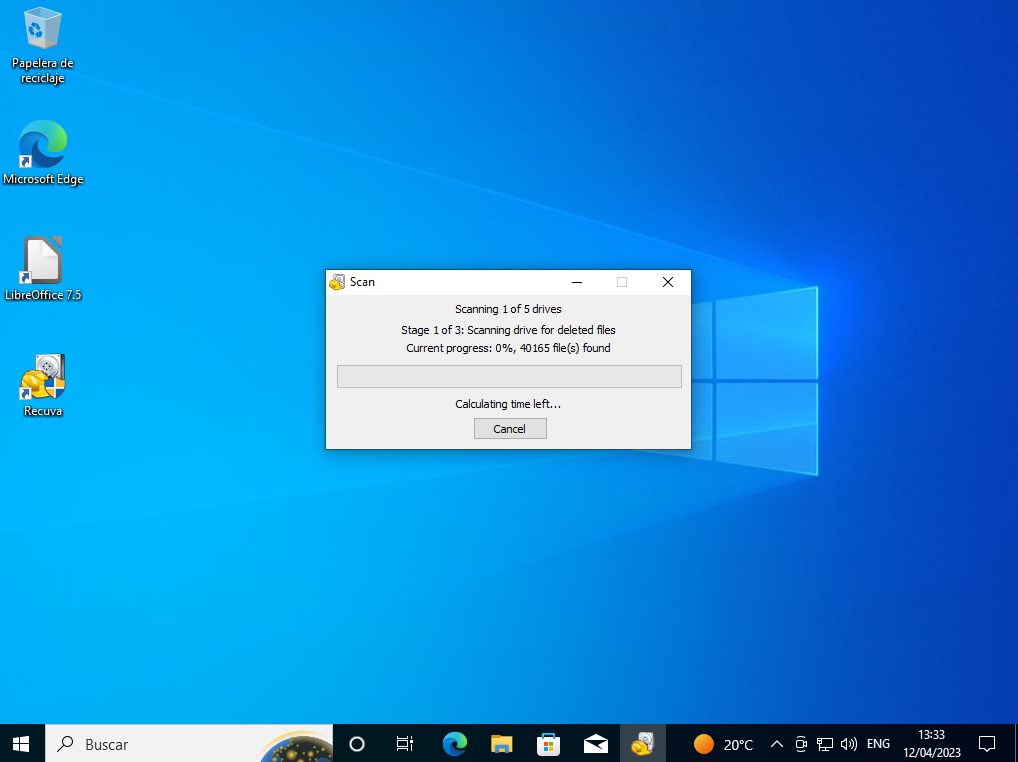 Papelera de
reciclaje
Microsoft Edge
LibreOffice 7.5
Recuva
Scan
Scanning 1 of 5 drives
Stage 1 of 3: Scanning drive for deleted files
Current progress: 0%, 40165 file(s) found
Calculating time left...
Cancel
Buscar
20°C
ENG
13:33
12/04/2023